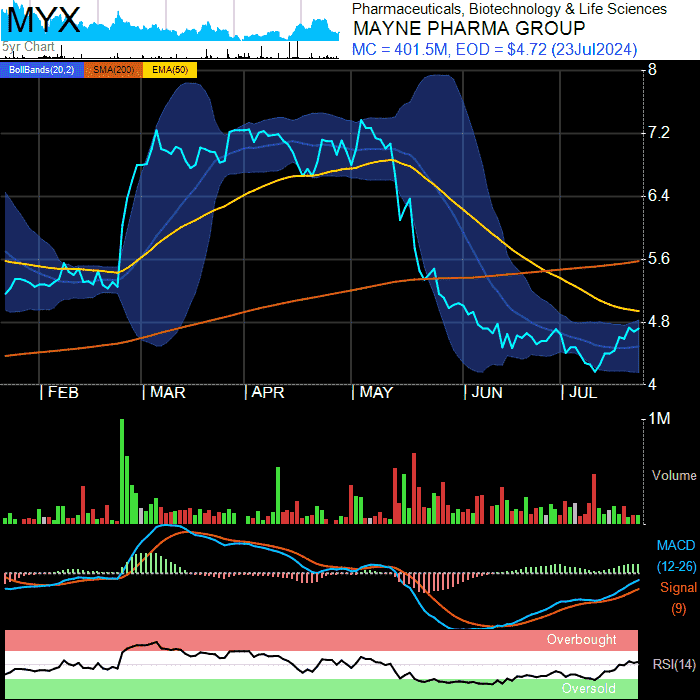 MYX
5yr Chart
Pharmaceuticals, Biotechnology & Life Sciences
MAYNE PHARMA GROUP
MC = 401.5M, EOD = $4.72 (23Jul2024)
BollBands(20,2) SMA(200) EMA(50)
8
7.2
6.4
5.6
4.8
4
FEB MAR APR MAY JUN JUL
1M
Volume
MACD
(12-26)
Signal
(9)
Overbought
RSI(14)
Oversold